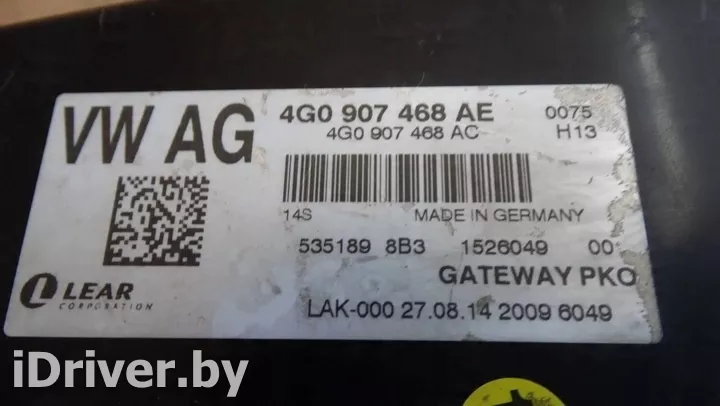 VW AG
4G0 907 468 AE 0075
4G0 907 468 AC H13
14S MADE IN GERMANY
535189 8B3 1526049 00
GATEWAY PKO
LEAR
CORPORATION
LAK-000 27.08.14 2009 6049
iDriver.by